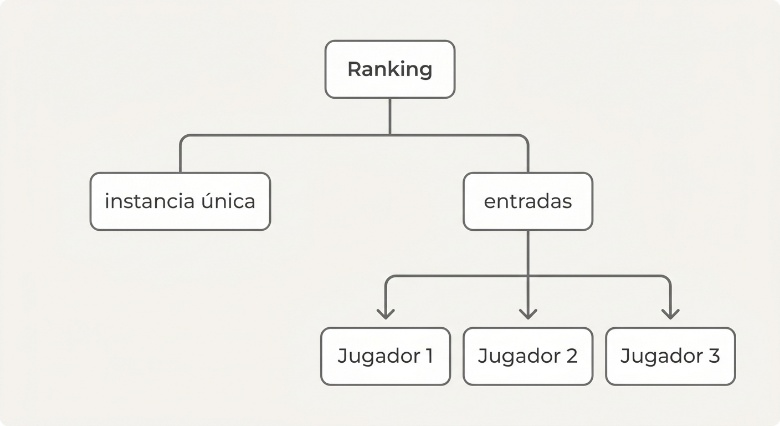 Ranking
instancia única
entradas
Jugador 1
Jugador 2
Jugador 3